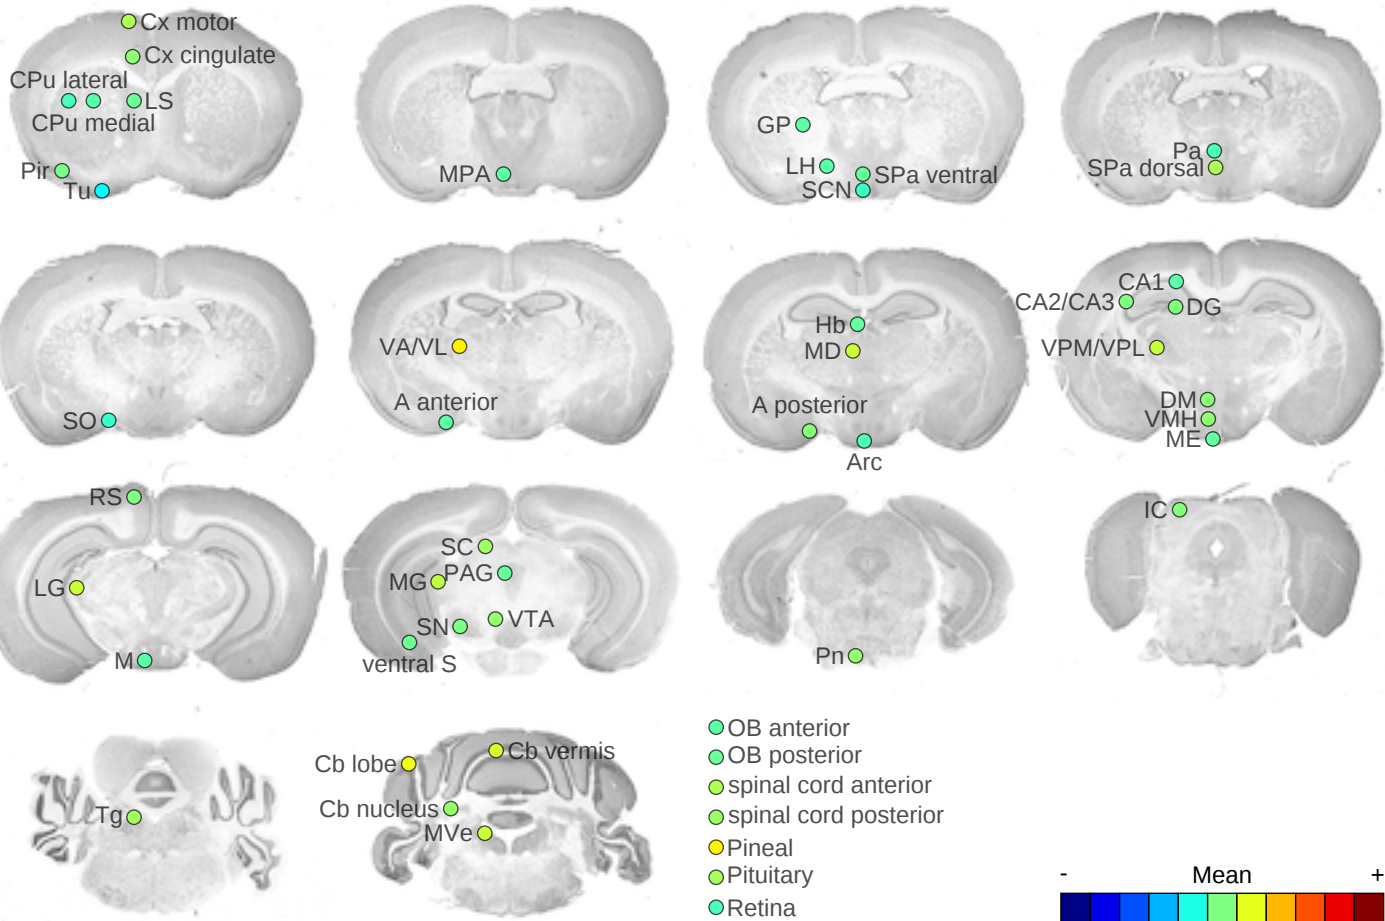 Cx motor
Cx cingulate
CPu lateral
LS
CPu medial
Pir
Tu
MPA
GP
LH
SPa ventral
SCN
Pa
SPa dorsal
SO
VA/VL
A anterior
Hb
MD
A posterior
Arc
CA1
CA2/CA3
DG
VPM/VPL
DM
VMH
ME
RS
LG
M
SC
MG
PAG
SN
VTA
ventral S
Pn
IC
Tg
Cb lobe
Cb vermis
Cb nucleus
MVe
OB anterior
OB posterior
spinal cord anterior
spinal cord posterior
Pineal
Pituitary
Retina
- Mean +